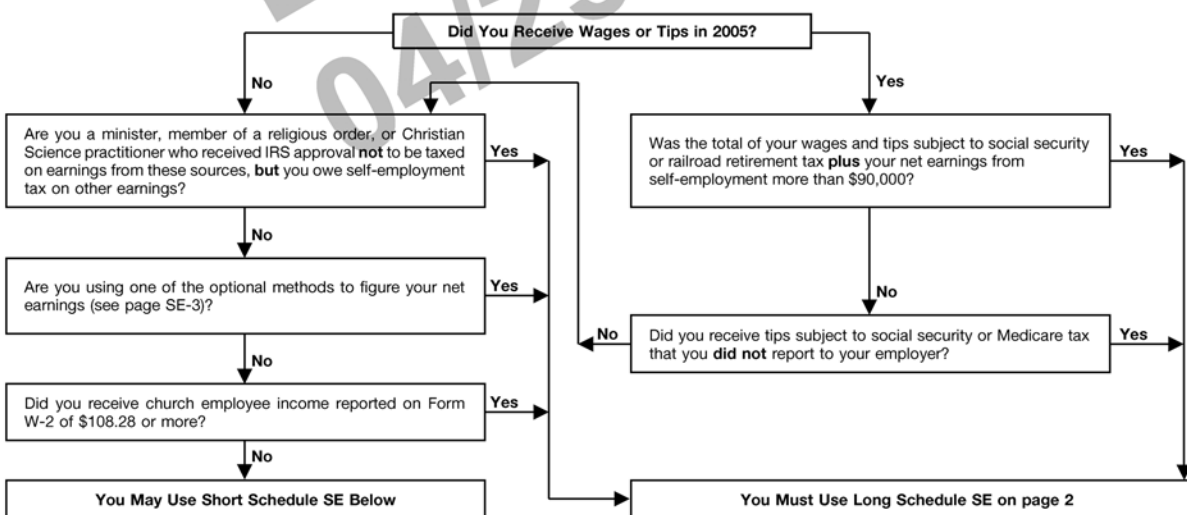 Did You Receive Wages or Tips in 2005?
No
Yes
Are you a minister, member of a religious order, or Christian
Science practitioner who received IRS approval not to be taxed
on earnings from these sources, but you owe self-employment
tax on other earnings?
Yes
Was the total of your wages and tips subject to social security
or railroad retirement tax plus your net earnings from
self-employment more than $90,000?
Yes
No
Are you using one of the optional methods to figure your net
earnings (see page SE-3)?
Yes
No
No
Did you receive tips subject to social security or Medicare tax
that you did not report to your employer?
Yes
No
Did you receive church employee income reported on Form
W-2 of $108.28 or more?
Yes
No
You May Use Short Schedule SE Below
You Must Use Long Schedule SE on page 2